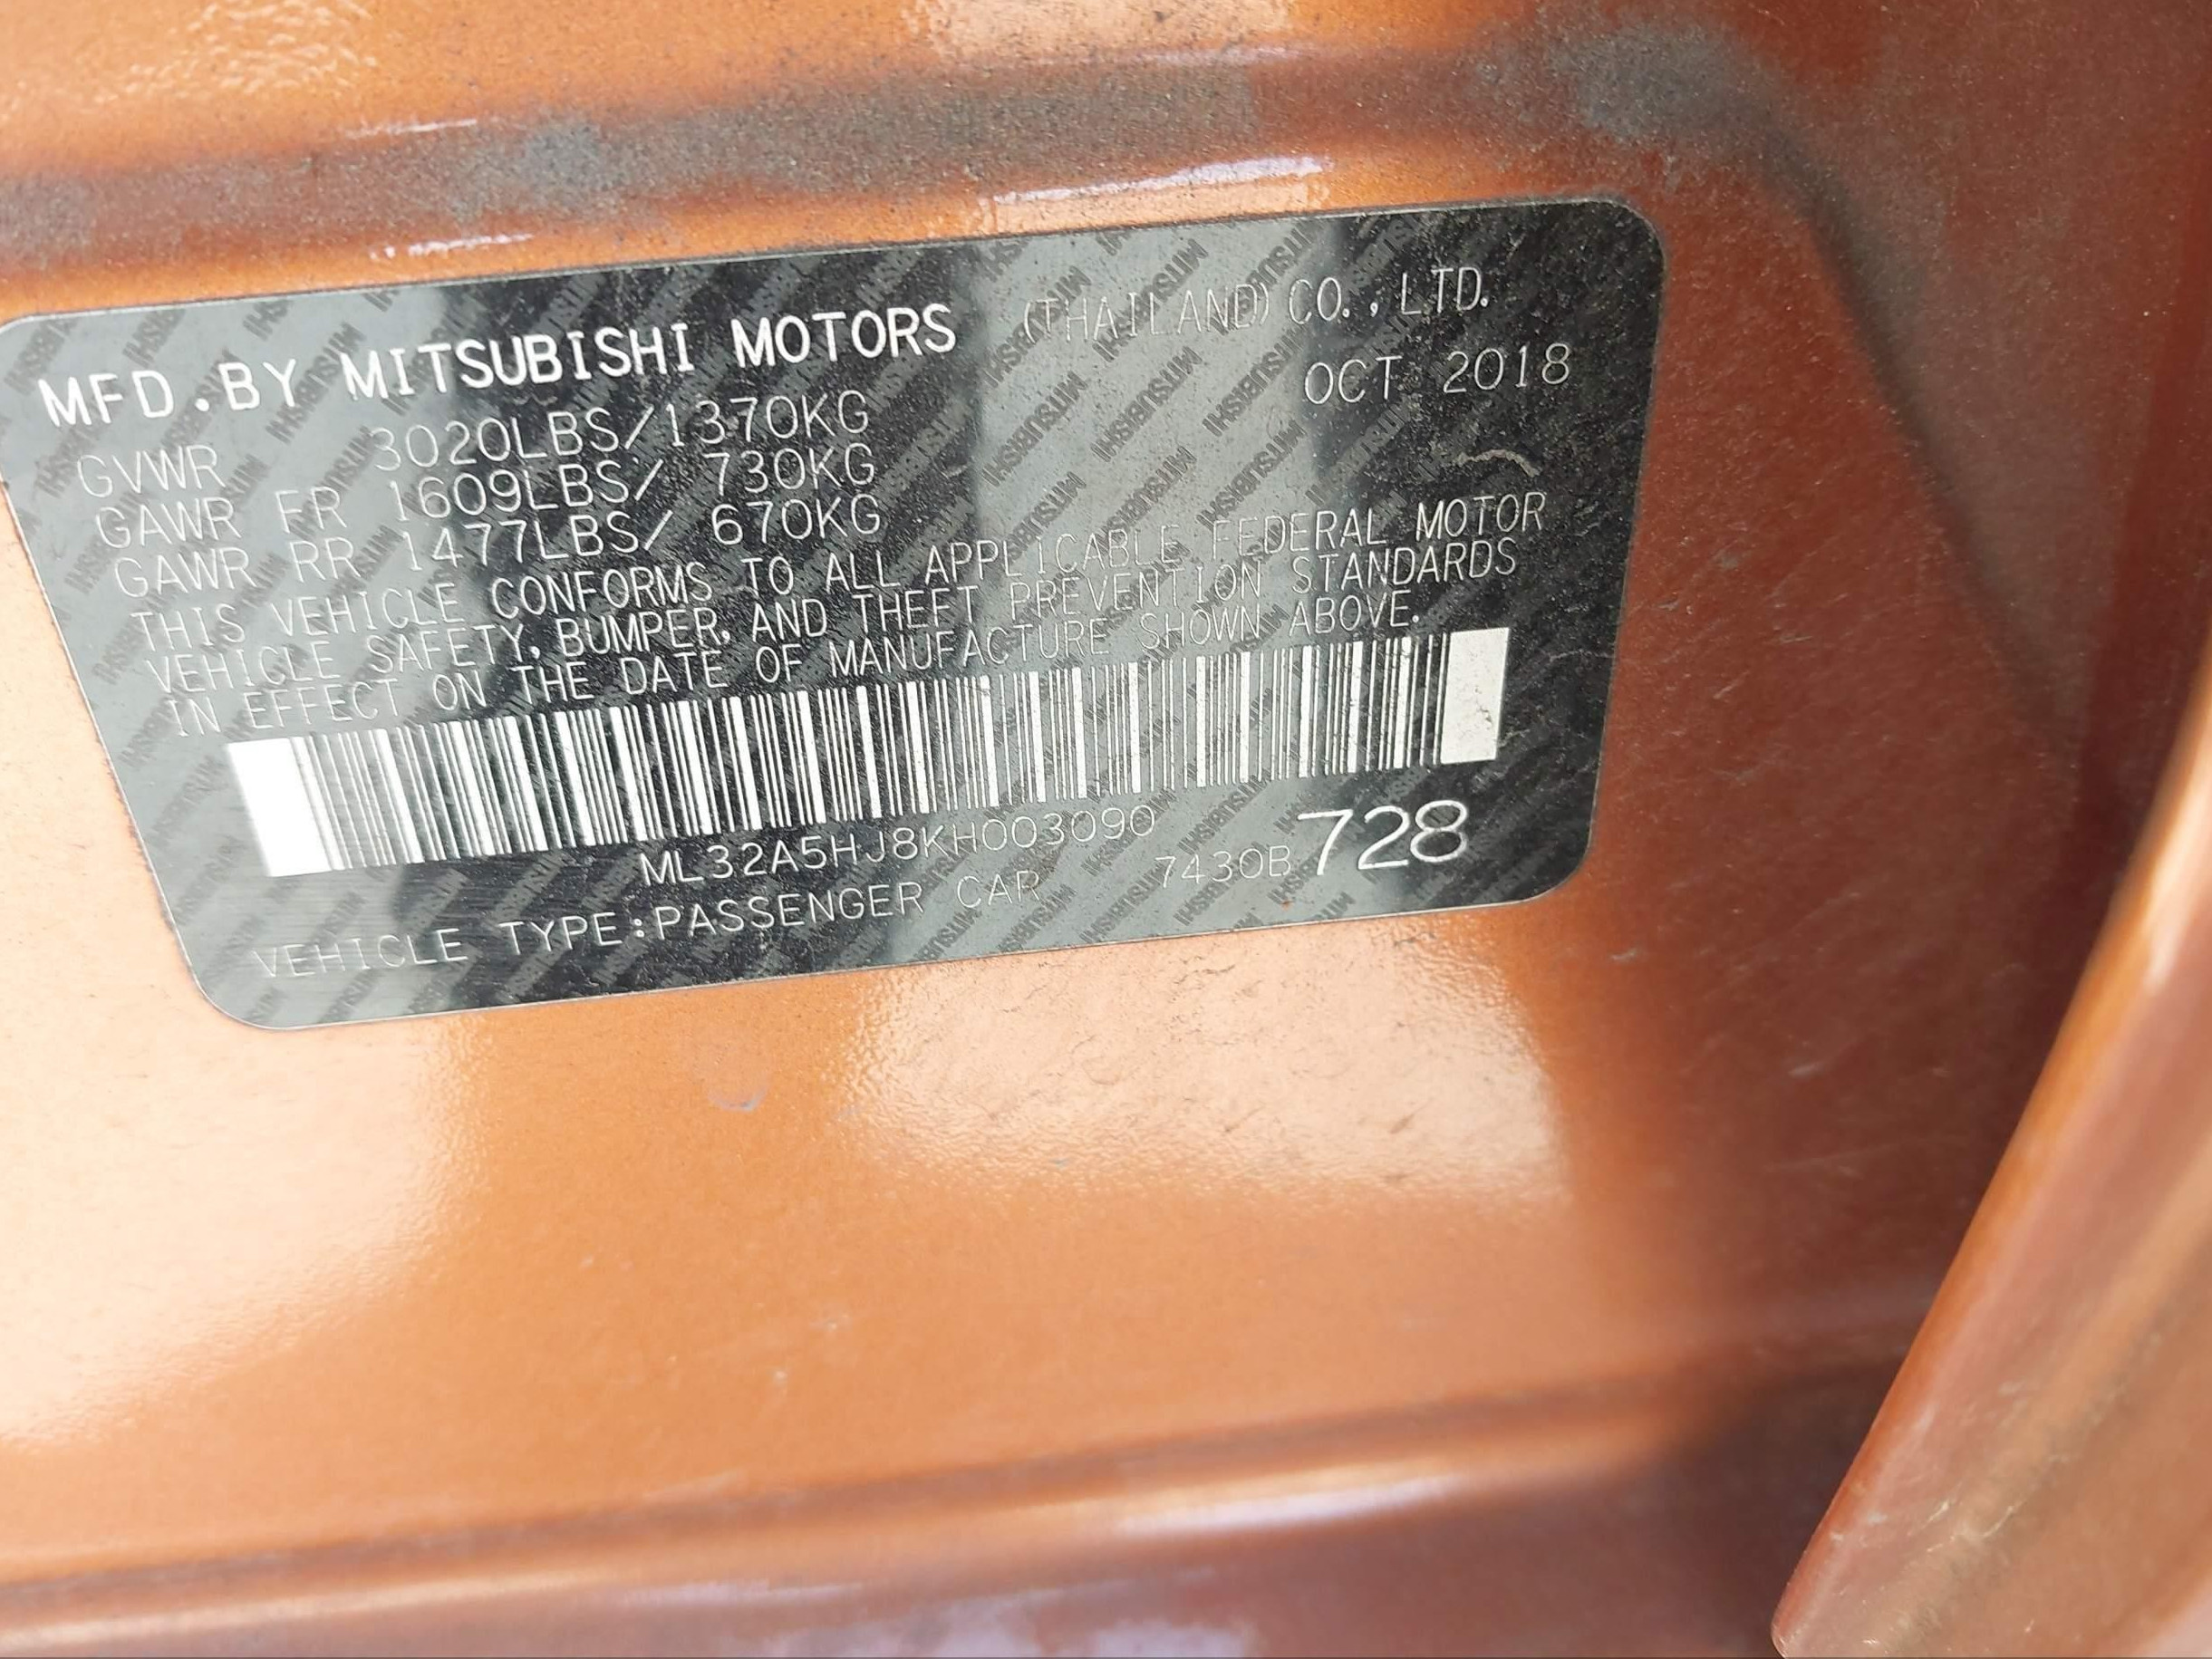 MFD.BY MITSUBISHI MOTORS (THAILAND) CO.,LTD.
OCT 2018
GVWR 3020LBS/1370KG
GAWR FR 1609LBS/ 730KG
GAWR RR 1477LBS/ 670KG
THIS VEHICLE CONFORMS TO ALL APPLICABLE FEDERAL MOTOR
VEHICLE SAFETY, BUMPER, AND THEFT PREVENTION STANDARDS
IN EFFECT ON THE DATE OF MANUFACTURE SHOWN ABOVE.
ML32A5HJ8KH003090
VEHICLE TYPE:PASSENGER CAR 7430B 728